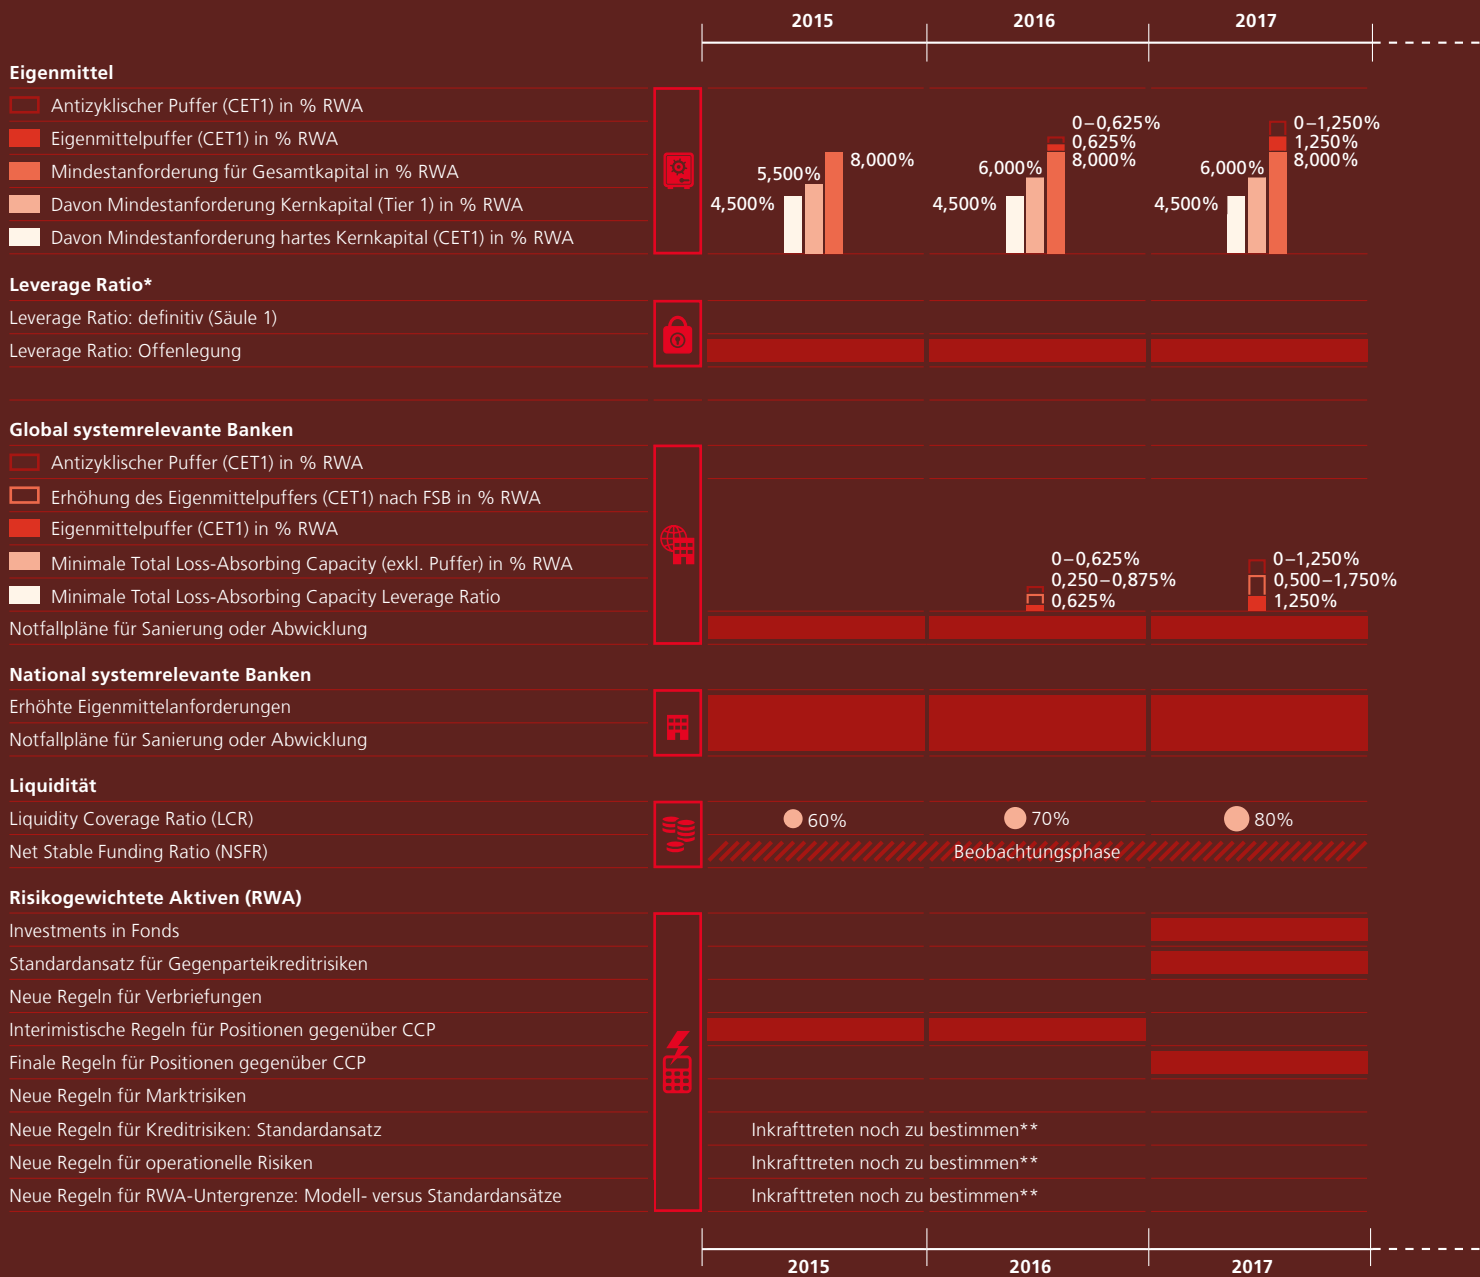 2015 2016 2017
Eigenmittel
Antizyklischer Puffer (CET1) in % RWA
0–0,625% 0–1,250%
Eigenmittelpuffer (CET1) in % RWA
0,625% 1,250%
Mindestanforderung für Gesamtkapital in % RWA
5,500% 8,000% 6,000% 8,000% 6,000% 8,000%
Davon Mindestanforderung Kernkapital (Tier 1) in % RWA
4,500% 4,500% 4,500%
Davon Mindestanforderung hartes Kernkapital (CET1) in % RWA
Leverage Ratio*
Leverage Ratio: definitiv (Säule 1)
Leverage Ratio: Offenlegung
Global systemrelevante Banken
Antizyklischer Puffer (CET1) in % RWA
Erhöhung des Eigenmittelpuffers (CET1) nach FSB in % RWA
Eigenmittelpuffer (CET1) in % RWA
Minimale Total Loss-Absorbing Capacity (exkl. Puffer) in % RWA
0–0,625% 0–1,250%
0,250–0,875% 0,500–1,750%
Minimale Total Loss-Absorbing Capacity Leverage Ratio
0,625% 1,250%
Notfallpläne für Sanierung oder Abwicklung
National systemrelevante Banken
Erhöhte Eigenmittelanforderungen
Notfallpläne für Sanierung oder Abwicklung
Liquidität
Liquidity Coverage Ratio (LCR) 60% 70% 80%
Net Stable Funding Ratio (NSFR) Beobachtungsphase
Risikogewichtete Aktiven (RWA)
Investments in Fonds
Standardansatz für Gegenparteikreditrisiken
Neue Regeln für Verbriefungen
Interimistische Regeln für Positionen gegenüber CCP
Finale Regeln für Positionen gegenüber CCP
Neue Regeln für Marktrisiken
Neue Regeln für Kreditrisiken: Standardansatz Inkrafttreten noch zu bestimmen**
Neue Regeln für operationelle Risiken Inkrafttreten noch zu bestimmen**
Neue Regeln für RWA-Untergrenze: Modell- versus Standardansätze Inkrafttreten noch zu bestimmen**
2015 2016 2017